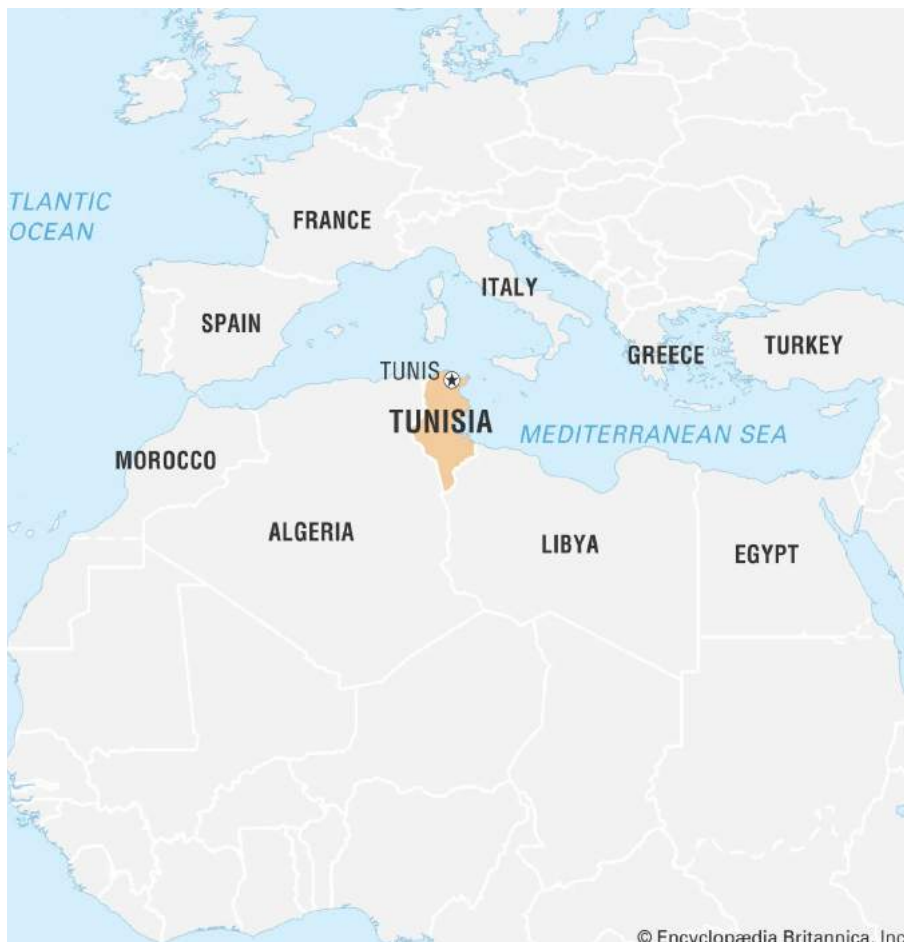 TLANTIC
OCEAN
FRANCE
ITALY
SPAIN
GREECE
TURKEY
TUNIS
TUNISIA
MEDITERRANEAN SEA
MOROCCO
ALGERIA
LIBYA
EGYPT
© Encyclopædia Britannica, Inc